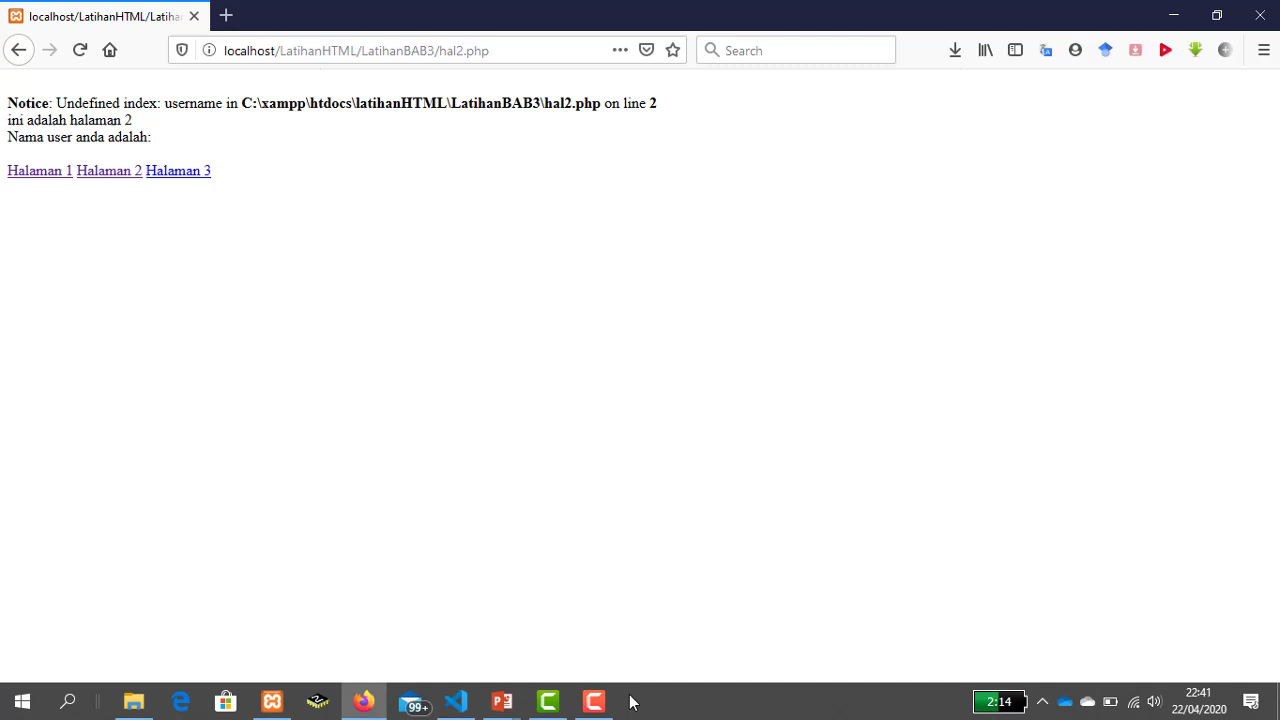 localhost/LatihanHTML/Latiha
localhost/LatihanHTML/LatihanBAB3/hal2.php
Search
Notice: Undefined index: username in C:\xampp\htdocs\latihanHTML\LatihanBAB3\hal2.php on line 2
ini adalah halaman 2
Nama user anda adalah:
Halaman 1 Halaman 2 Halaman 3
99+
2:14
22:41
22/04/2020